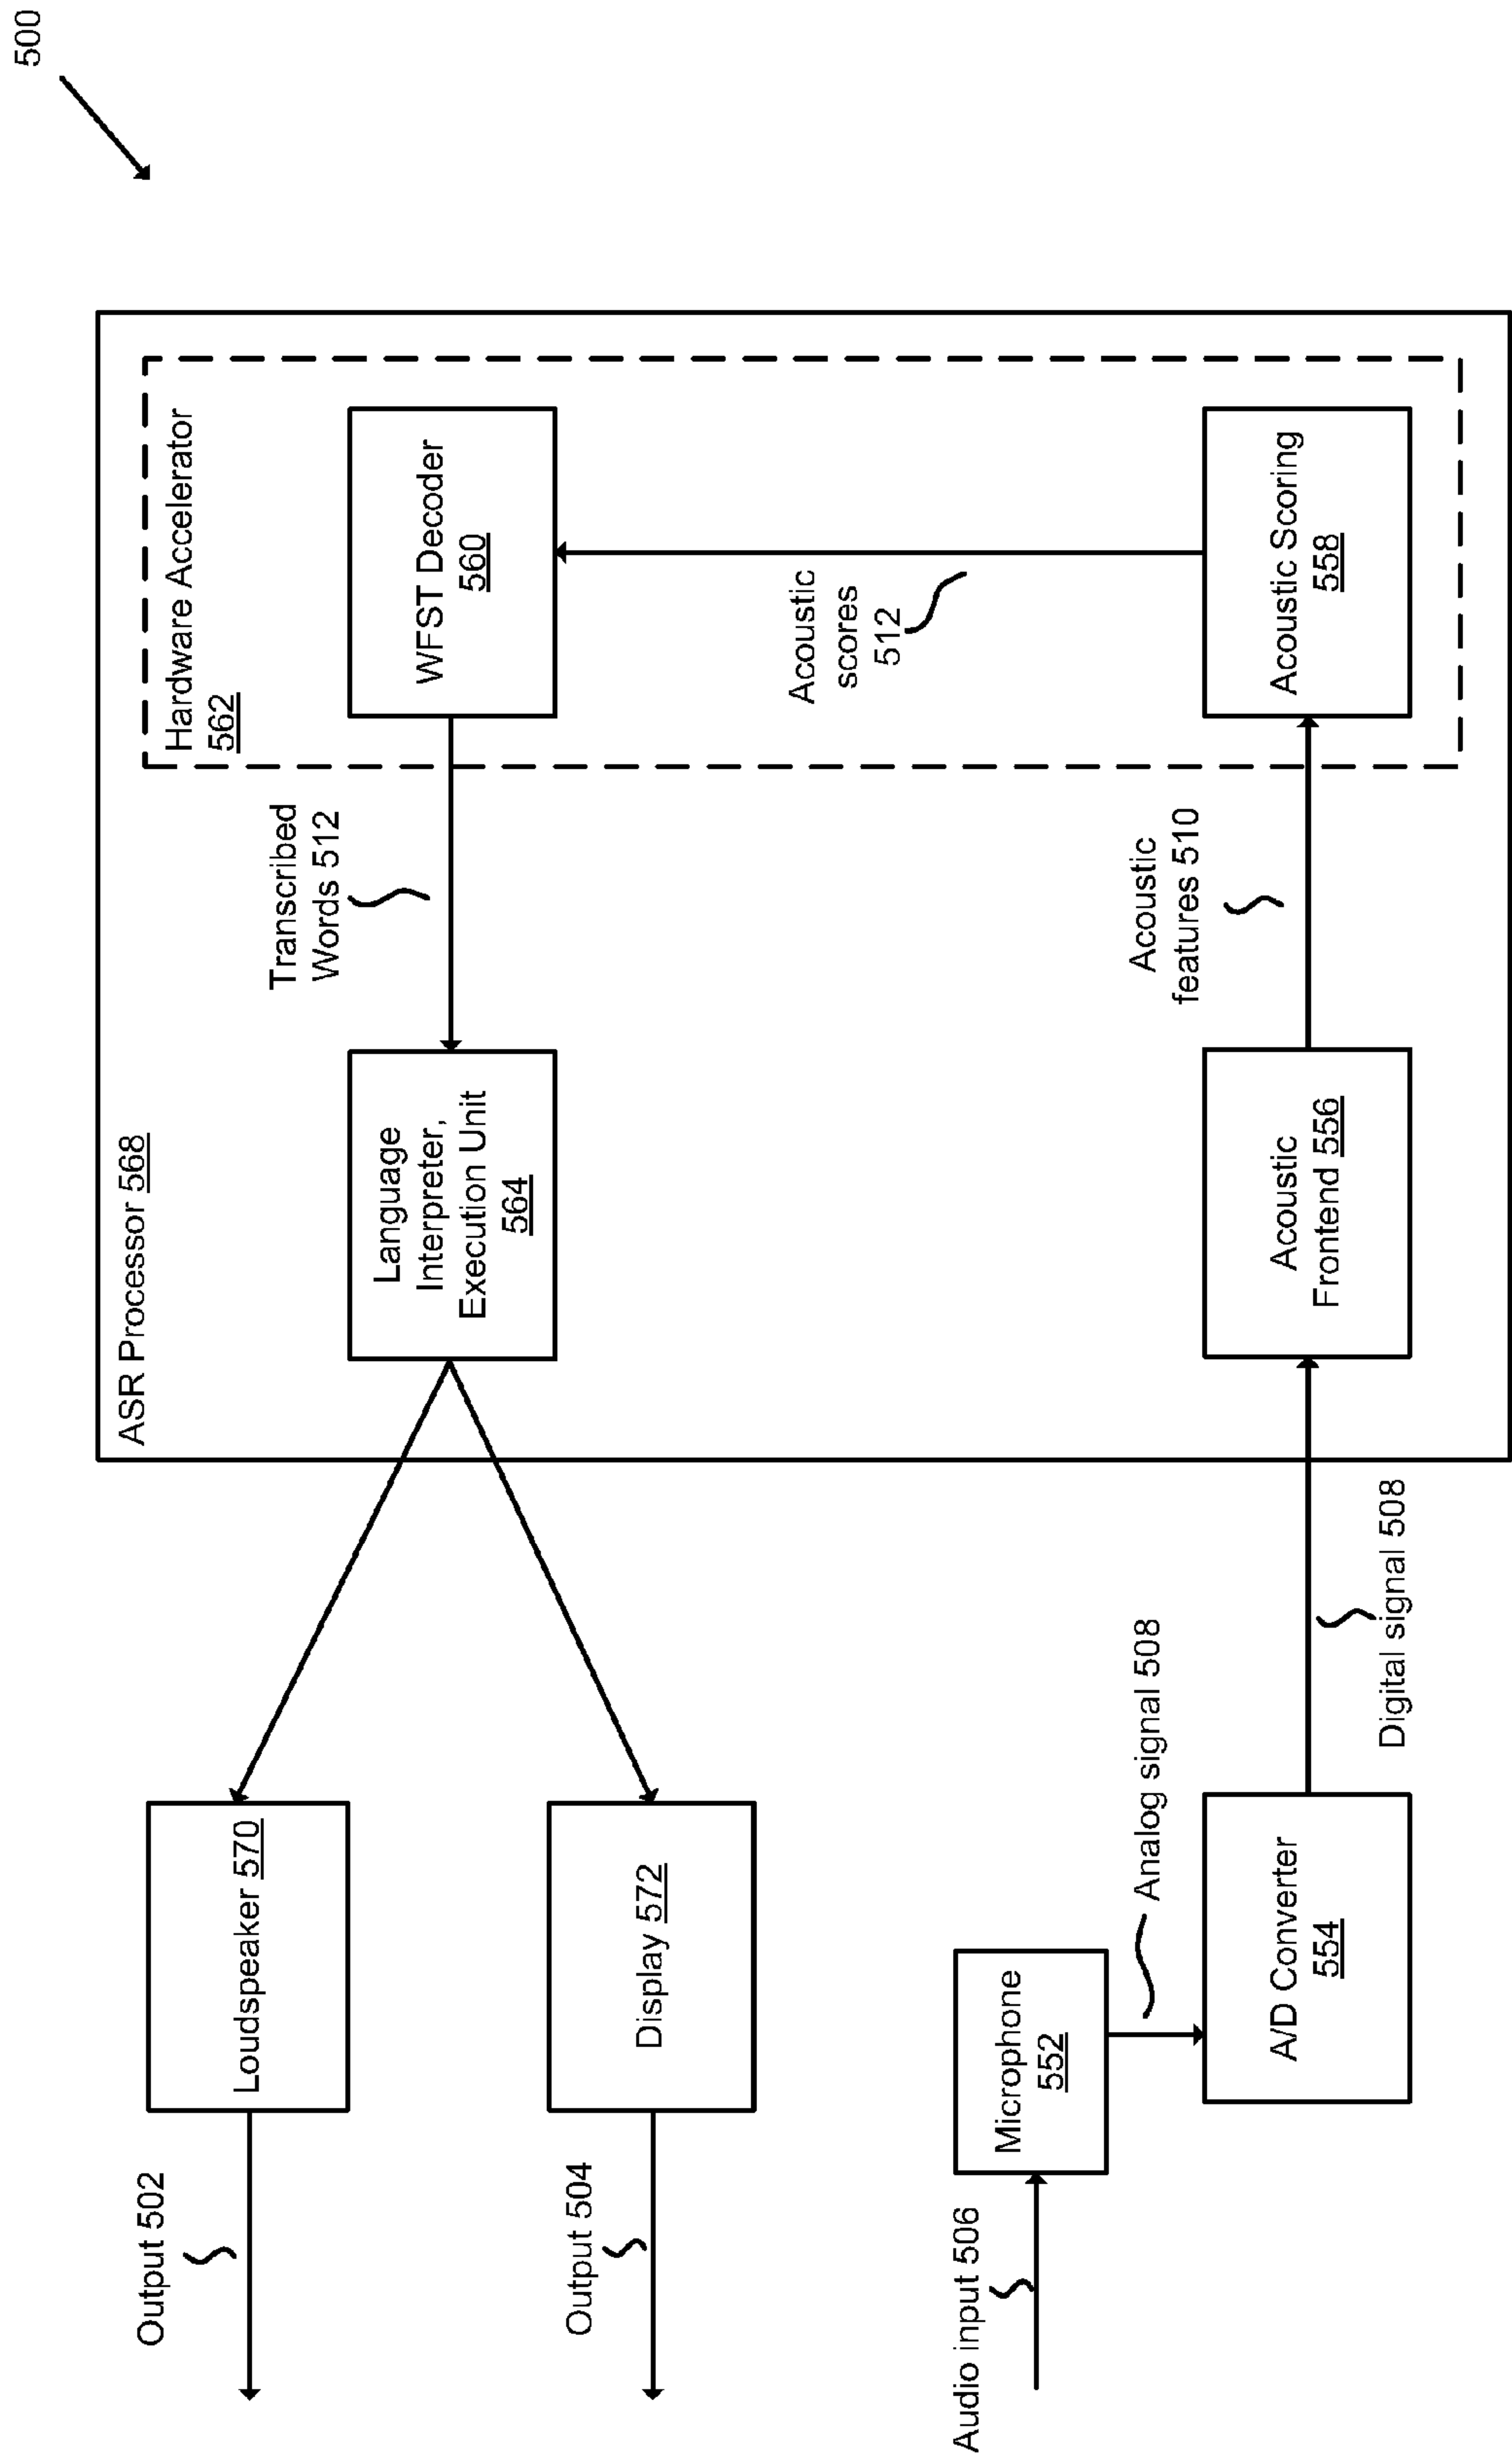 500
ASR Processor 568
Hardware Accelerator
562
Output 502
Loudspeaker 570
Language
Interpreter,
Execution Unit
564
Transcribed
Words 512
WFST Decoder
560
Output 504
Display 572
Acoustic
scores
512
Audio input 506
Microphone
552
Analog signal 508
A/D Converter
554
Digital signal 508
Acoustic
Frontend 556
Acoustic
features 510
Acoustic Scoring
558